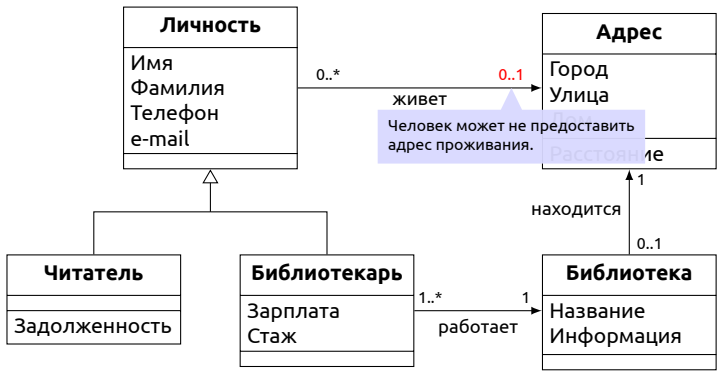 Личность
Имя
Фамилия
Телефон
e-mail
0..*
живет
0..1
Адрес
Город
Улица
Дом
Расстояние
Человек может не предоставить
адрес проживания.
1
находится
0..1
Читатель
Задолженность
Библиотекарь
Зарплата
Стаж
1..*
работает
1
Библиотека
Название
Информация